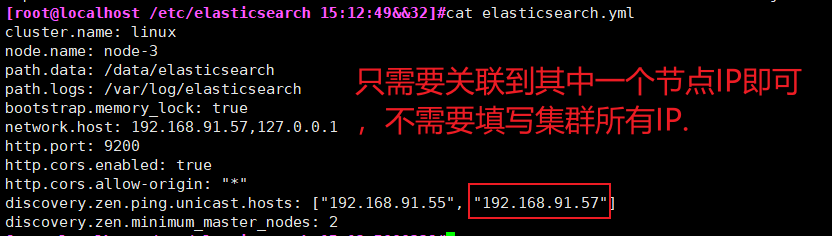 [root@localhost /etc/elasticsearch 15:12:49&&32]#cat elasticsearch.yml
cluster.name: linux
node.name: node-3
path.data: /data/elasticsearch
path.logs: /var/log/elasticsearch
bootstrap.memory_lock: true
network.host: 192.168.91.57,127.0.0.1
http.port: 9200
http.cors.enabled: true
http.cors.allow-origin: "*"
discovery.zen.ping.unicast.hosts: ["192.168.91.55", "192.168.91.57"]
discovery.zen.minimum_master_nodes: 2
只需要关联到其中一个节点IP即可
，不需要填写集群所有IP.